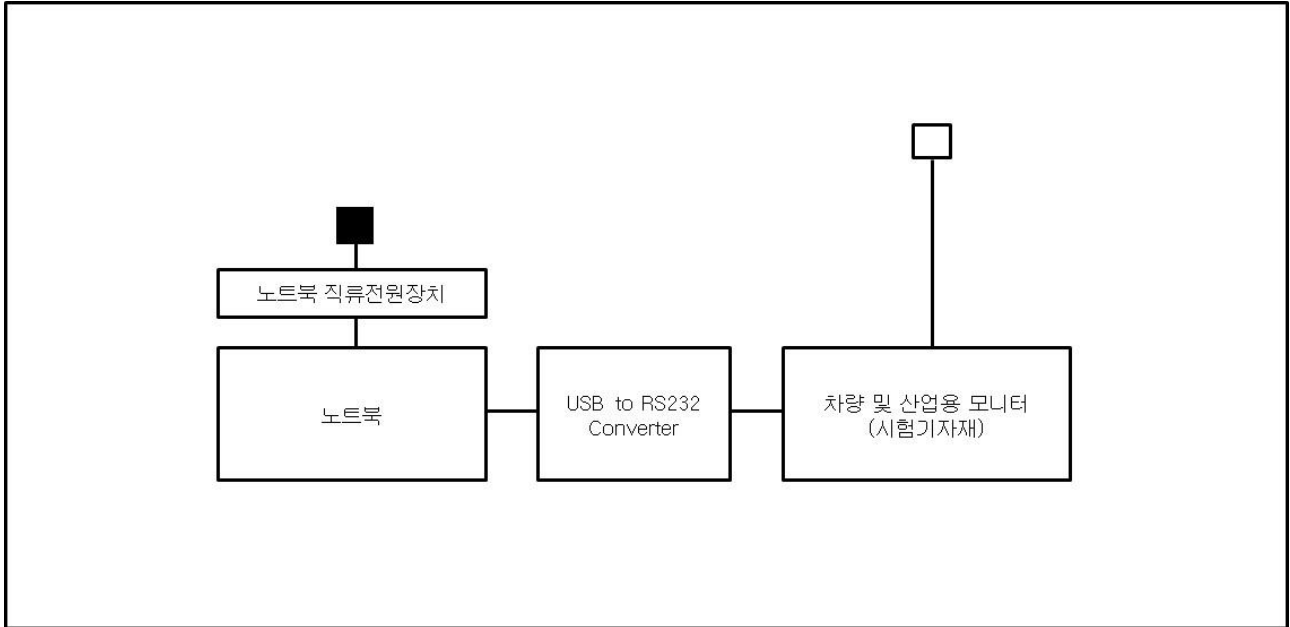 노트북 직류전원장치
노트북
USB to RS232
Converter
차량 및 산업용 모니터
(시험기자재)